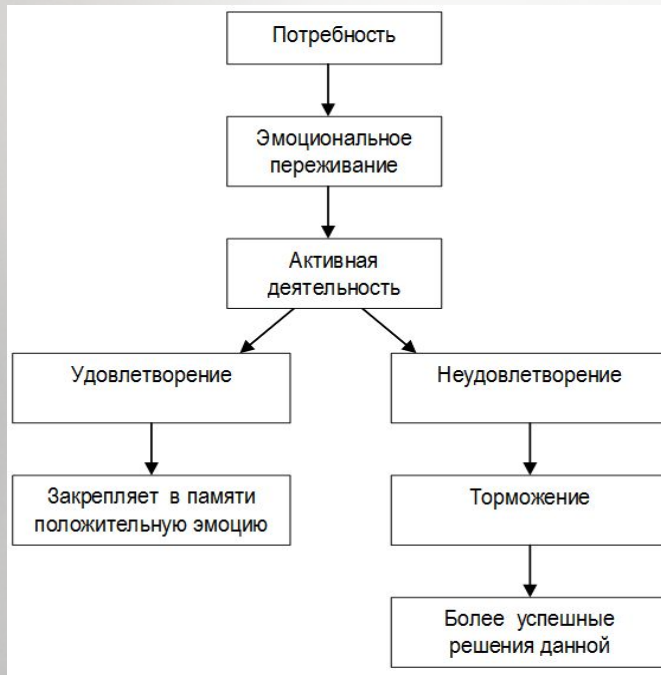 Потребность
Эмоциональное
переживание
Активная
деятельность
Удовлетворение
Неудовлетворение
Закрепляет в памяти
положительную эмоцию
Торможение
Более успешные
решения данной